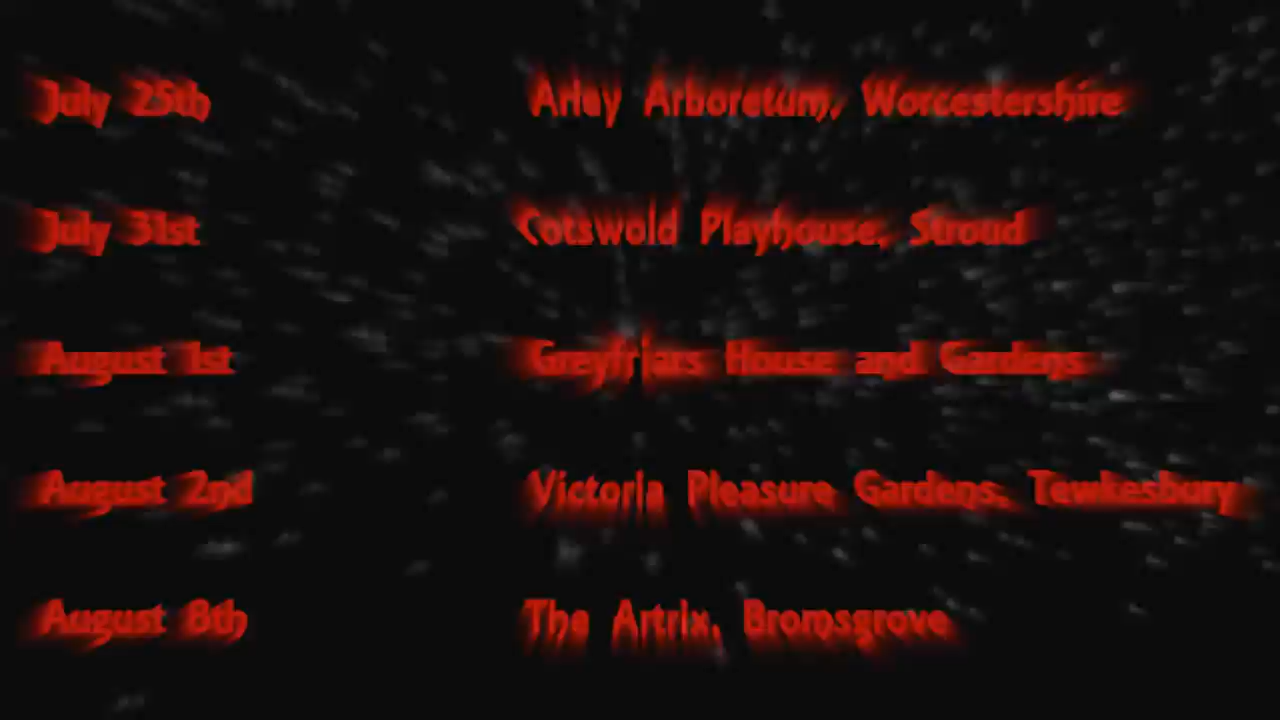 July 25th Arley Arboretum, Worcestershire
July 31st Cotswold Playhouse, Stroud
August 1st Greyfriars House and Gardens
August 2nd Victoria Pleasure Gardens, Tewkesbury
August 8th The Artrix, Bromsgrove